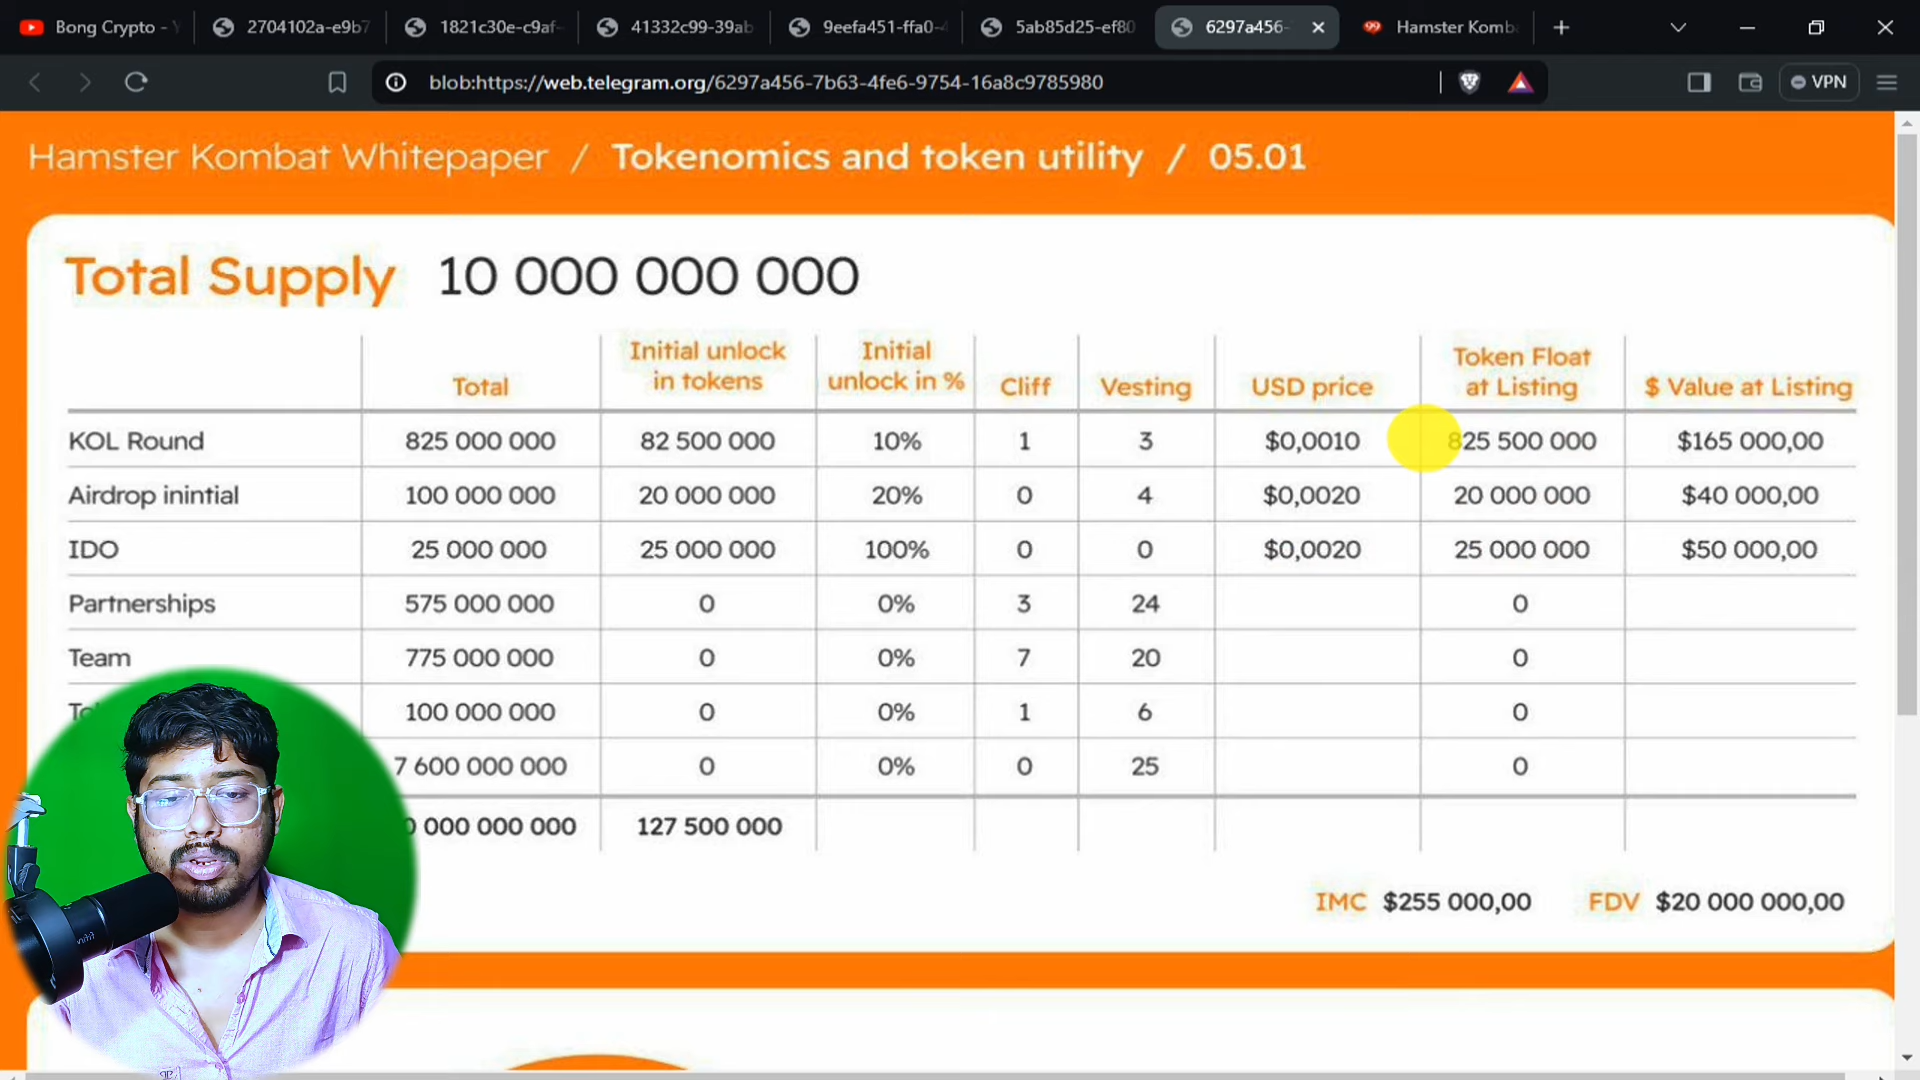 Bong Crypto -
2704102a-e9b7
1821c30e-c9af-
41332c99-39ab
9eefa451-ffa0-
5ab85d25-ef80
6297a456-
Hamster Komb
blob:https://web.telegram.org/6297a456-7b63-4fe6-9754-16a8c9785980
VPN
Hamster Kombat Whitepaper / Tokenomics and token utility / 05.01
Total Supply 10 000 000 000
Total Initial unlock in tokens Initial unlock in % Cliff Vesting USD price Token Float at Listing $ Value at Listing
KOL Round 825 000 000 82 500 000 10% 1 3 $0,0010 825 500 000 $165 000,00
Airdrop inintial 100 000 000 20 000 000 20% 0 4 $0,0020 20 000 000 $40 000,00
IDO 25 000 000 25 000 000 100% 0 0 $0,0020 25 000 000 $50 000,00
Partnerships 575 000 000 0 0% 3 24 0
Team 775 000 000 0 0% 7 20 0
100 000 000 0 0% 1 6 0
7 600 000 000 0 0% 0 25 0
0 000 000 000 127 500 000
IMC $255 000,00 FDV $20 000 000,00